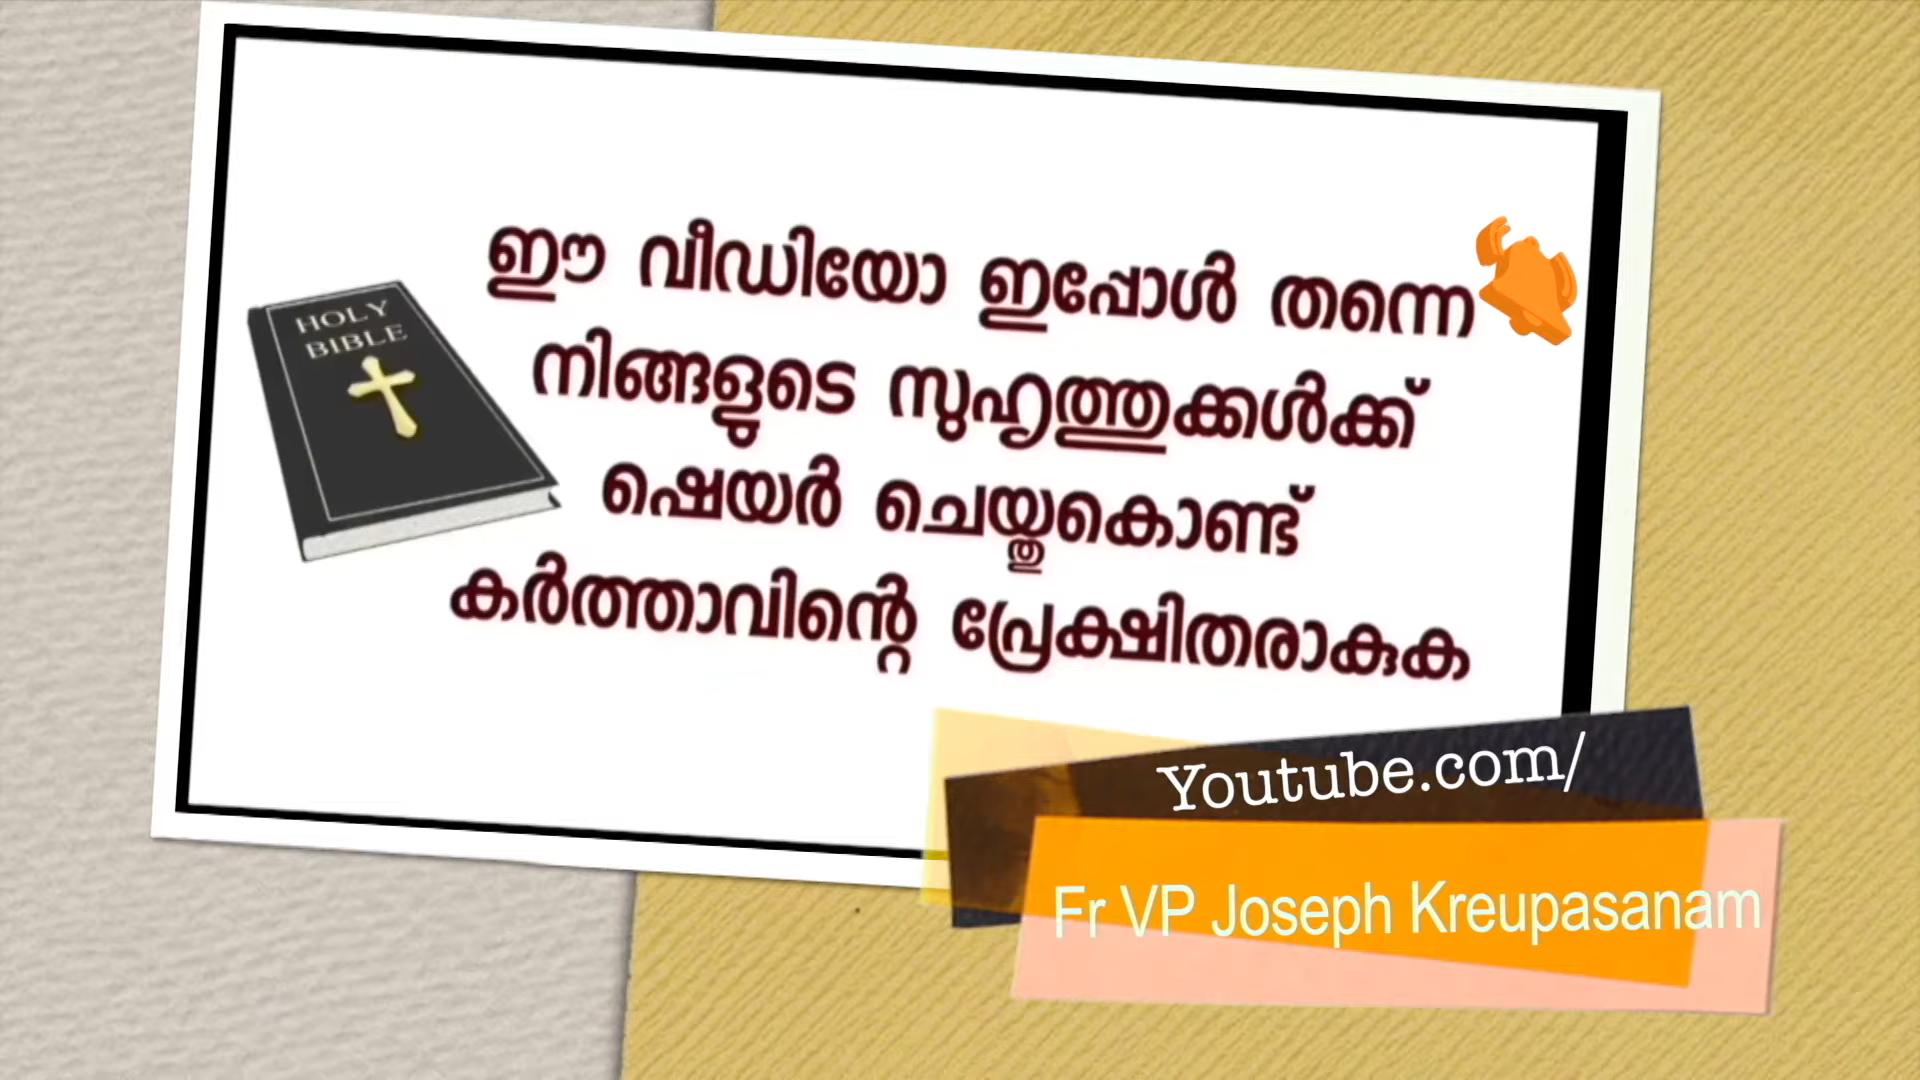 HOLY
BIBLE
ഈ വീഡിയോ ഇപ്പോൾ തന്നെ
നിങ്ങളുടെ സുഹൃത്തുക്കൾക്ക്
ഷെയർ ചെയ്തുകൊണ്ട്
കർത്താവിന്റെ പ്രേക്ഷിതരാകുക
Youtube.com/
Fr VP Joseph Kreupasanam